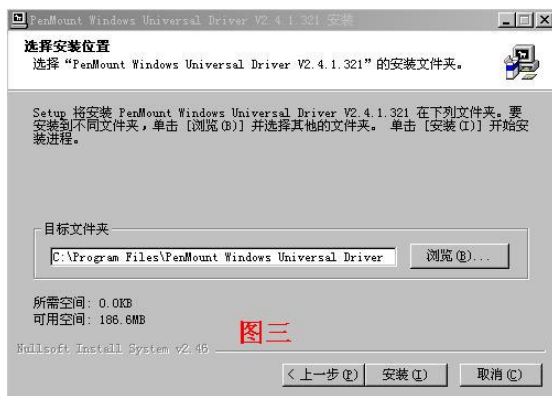 PenMount Windows Universal Driver V2.4.1.321 安装
选择安装位置
选择“PenMount Windows Universal Driver V2.4.1.321”的安装文件夹。
Setup 将安装 PenMount Windows Universal Driver V2.4.1.321 在下列文件夹。要
安装到不同文件夹，单击 [浏览(B)] 并选择其他的文件夹。 单击 [安装(I)] 开始安
装进程。
目标文件夹
C:\Program Files\PenMount Windows Universal Driver
浏览(B)...
所需空间: 0.0KB
可用空间: 186.6MB
图三
Nullsoft Install System v2.46
< 上一步(P)
安装(I)
取消(C)